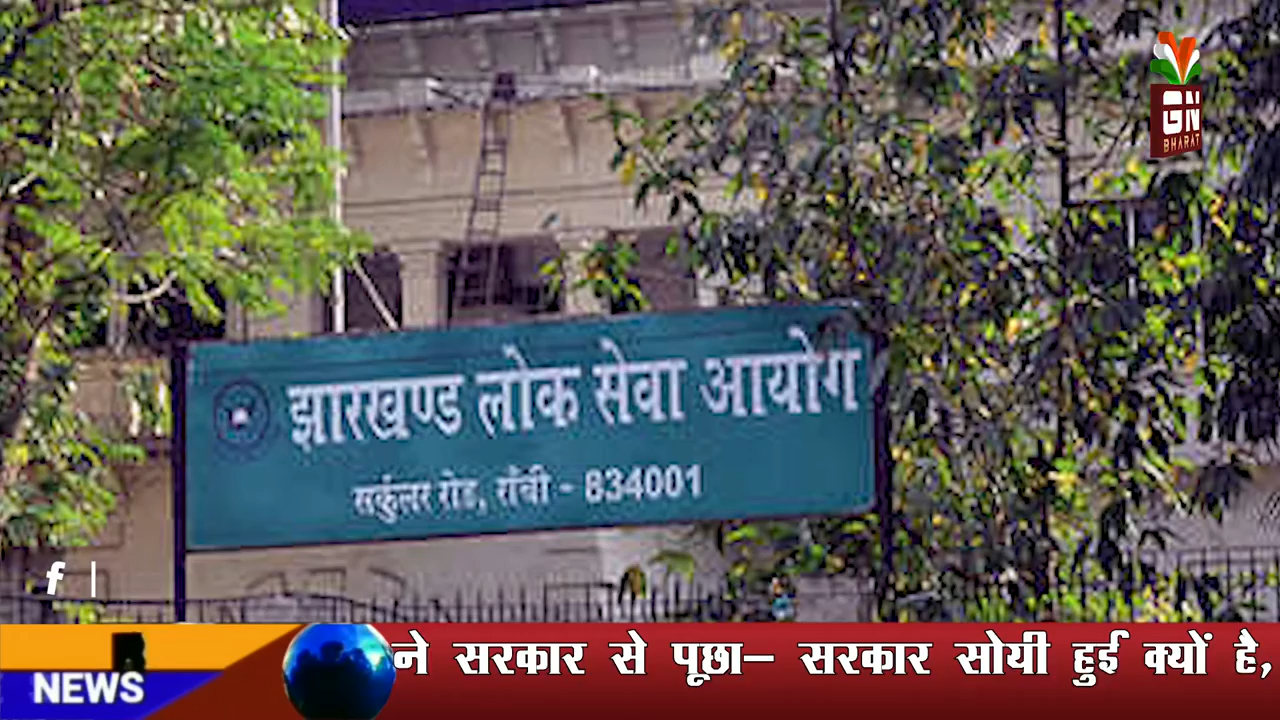 GN
BHARAT
झारखण्ड लोक सेवा आयोग
सर्कुलर रोड, राँची - 834001
f |
NEWS
ने सरकार से पूछा– सरकार सोयी हुई क्यों है,